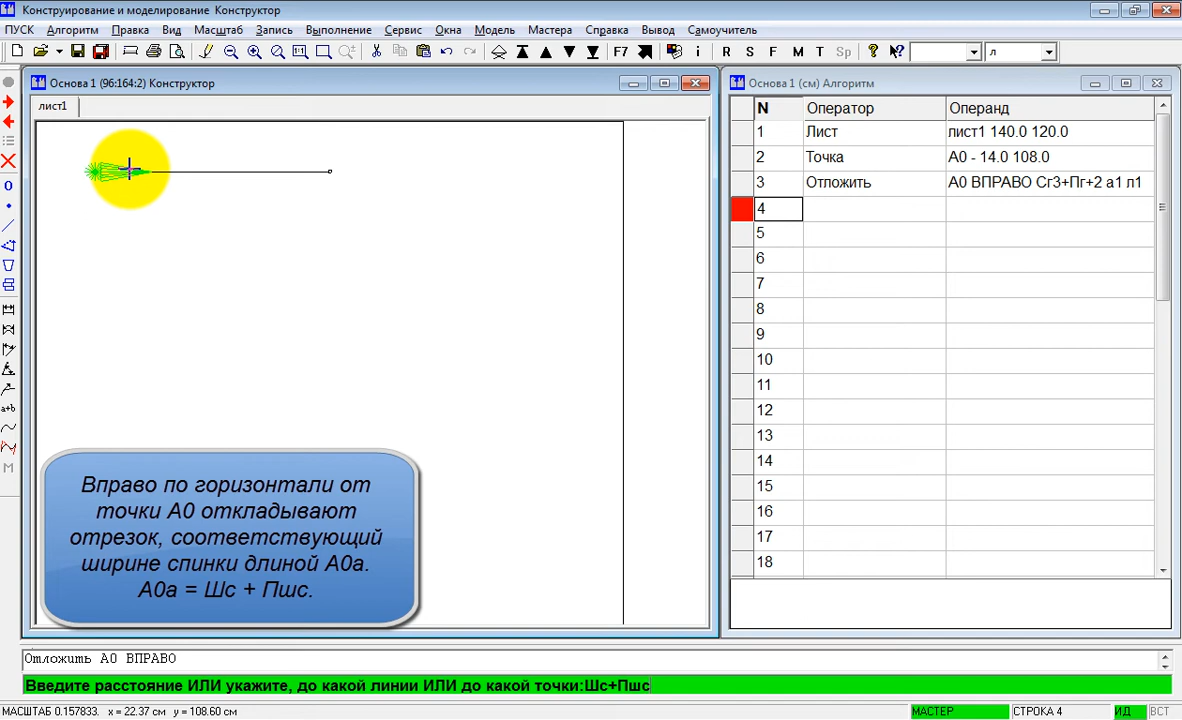 Конструирование и моделирование Конструктор
ПУСК Алгоритм Правка Вид Масштаб Запись Выполнение Сервис Окна Модель Мастера Справка Вывод Самоучитель
F7 i R S F M T Sp л
Основа 1 (96:164:2) Конструктор
лист1
Основа 1 (см) Алгоритм
N Оператор Операнд
1 Лист лист1 140.0 120.0
2 Точка А0 - 14.0 108.0
3 Отложить А0 ВПРАВО Сг3+Пг+2 а1 л1
4
5
6
7
8
9
10
11
12
13
14
15
16
17
18
Вправо по горизонтали от
точки А0 откладывают
отрезок, соответствующий
ширине спинки длиной А0а.
А0а = Шс + Пшс.
Отложить А0 ВПРАВО
Введите расстояние ИЛИ укажите, до какой линии ИЛИ до какой точки:Шс+Пшс
МАСШТАБ 0.157833. x = 22.37 см y = 108.60 см МАСТЕР СТРОКА 4 ИД ВСТ